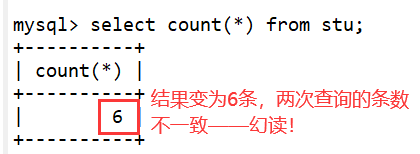 mysql> select count(*) from stu;
+----------+
| count(*) |
+----------+
| 6 |
+----------+
结果变为6条，两次查询的条数
不一致——幻读！